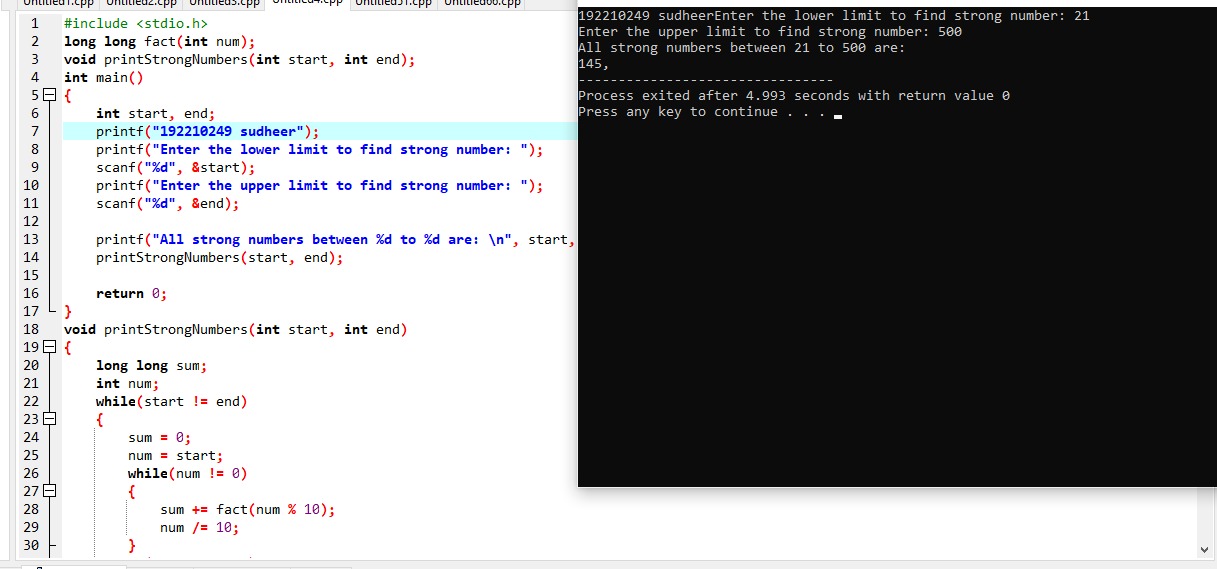 Untitled1.cpp Untitled2.cpp Untitled3.cpp Untitled4.cpp Untitled51.cpp Untitled66.cpp
1 #include <stdio.h>
2 long long fact(int num);
3 void printStrongNumbers(int start, int end);
4 int main()
5 {
6 int start, end;
7 printf("192210249 sudheer");
8 printf("Enter the lower limit to find strong number: ");
9 scanf("%d", &start);
10 printf("Enter the upper limit to find strong number: ");
11 scanf("%d", &end);
12
13 printf("All strong numbers between %d to %d are: \n", start,
14 printStrongNumbers(start, end);
15
16 return 0;
17 }
18 void printStrongNumbers(int start, int end)
19 {
20 long long sum;
21 int num;
22 while(start != end)
23 {
24 sum = 0;
25 num = start;
26 while(num != 0)
27 {
28 sum += fact(num % 10);
29 num /= 10;
30 }
192210249 sudheerEnter the lower limit to find strong number: 21
Enter the upper limit to find strong number: 500
All strong numbers between 21 to 500 are:
145,
--------------------------------
Process exited after 4.993 seconds with return value 0
Press any key to continue . . .